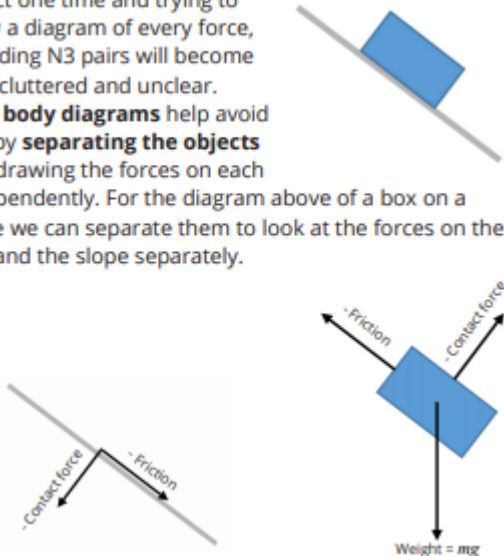 ct one time and trying to
a diagram of every force,
ding N3 pairs will become
cluttered and unclear.
body diagrams help avoid
by separating the objects
drawing the forces on each
pendently. For the diagram above of a box on a
e we can separate them to look at the forces on the
and the slope separately.
- Friction
- Contact force
- Contact force
- Friction
Weight = mg